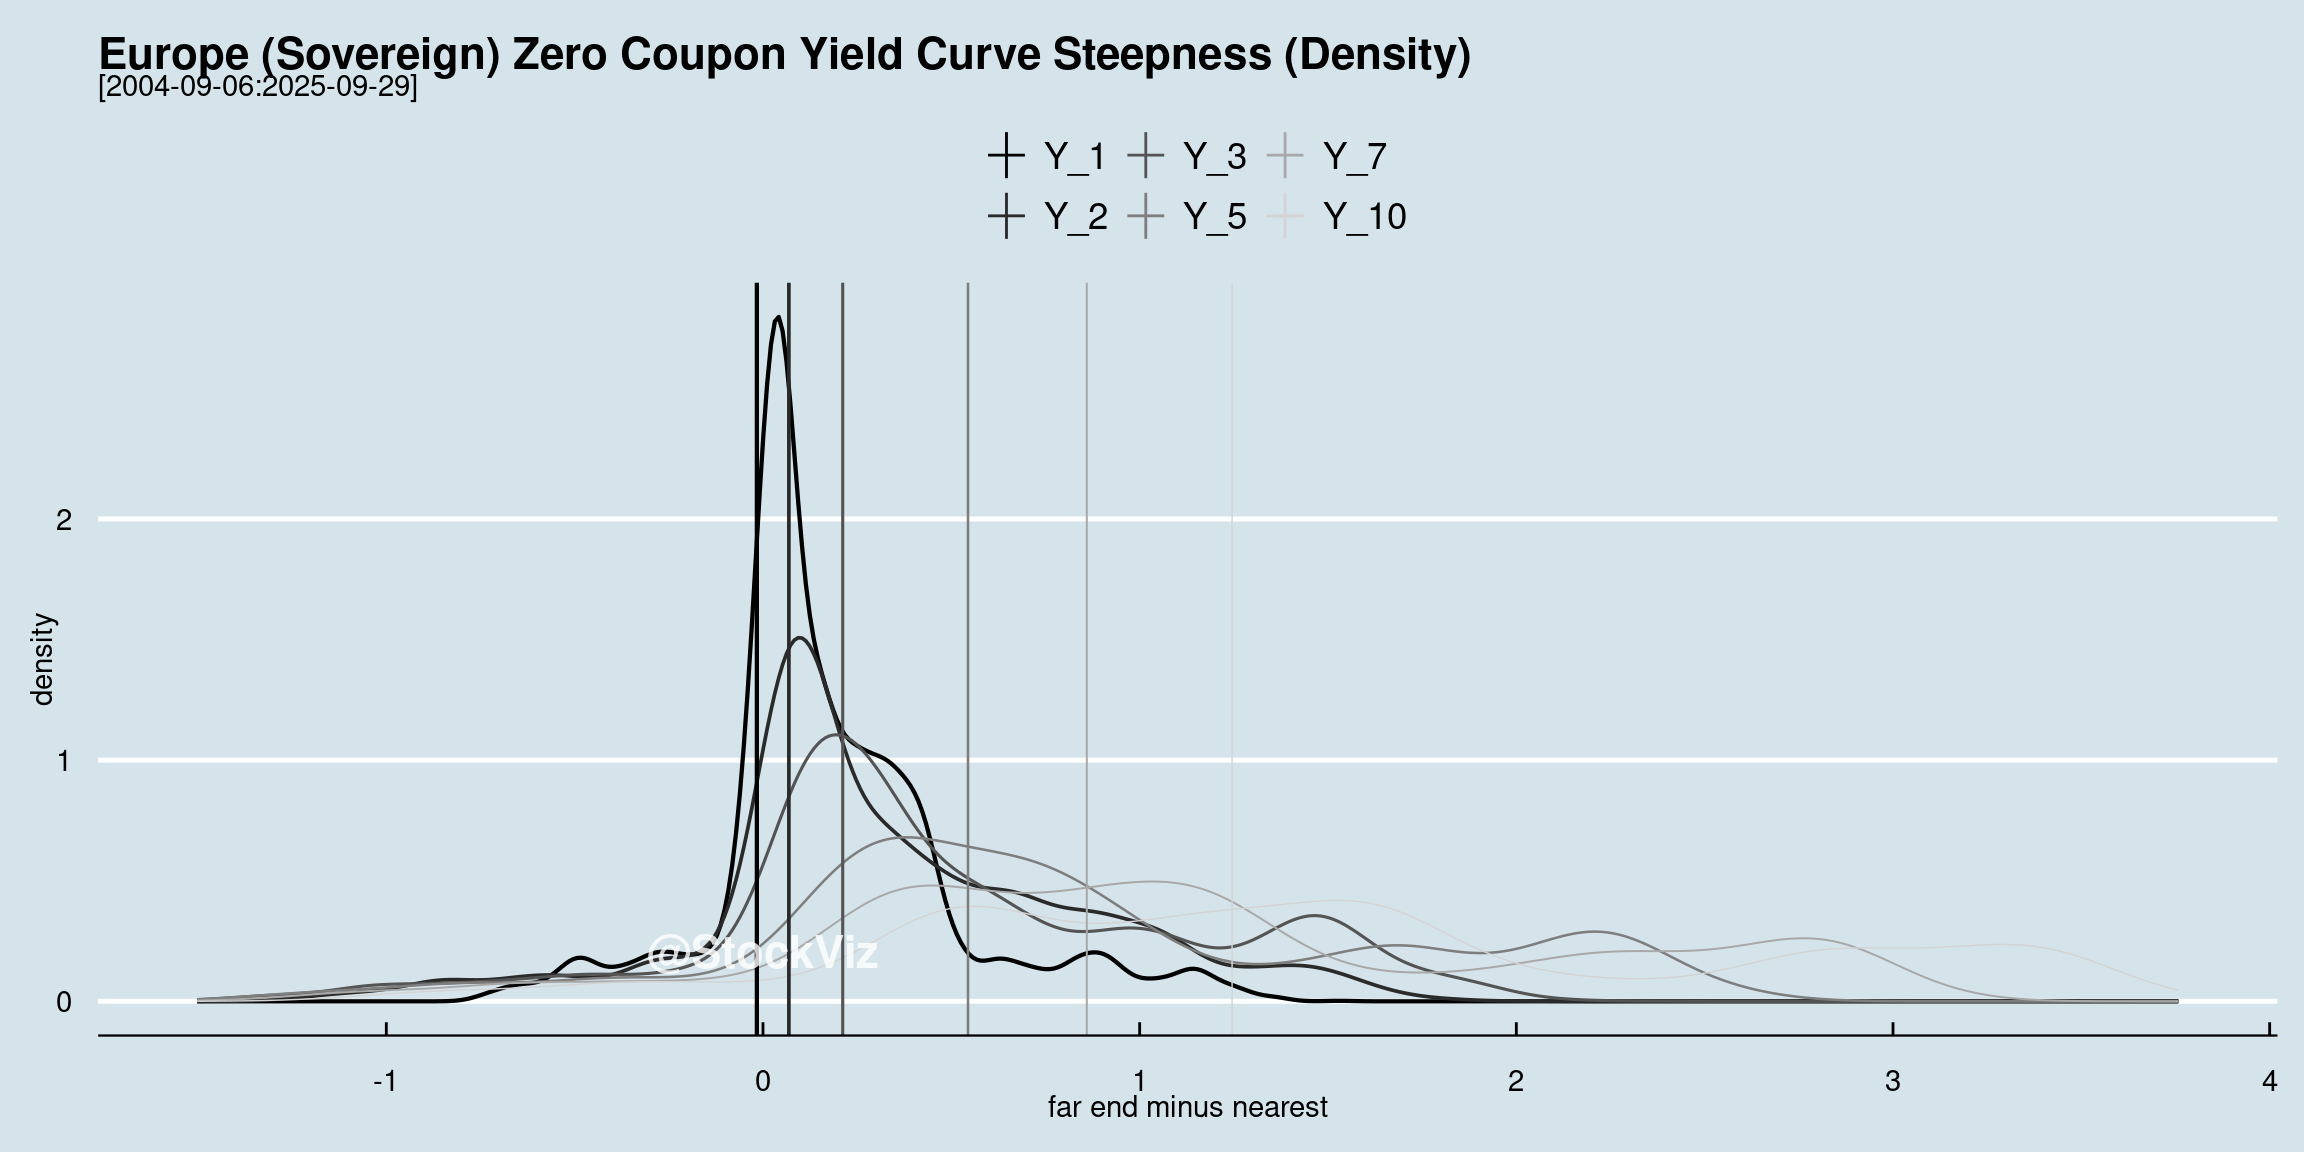 Europe (Sovereign) Zero Coupon Yield Curve Steepness (Density)
[2004-09-06:2025-09-29]
Y_1 Y_3 Y_7
Y_2 Y_5 Y_10
2
1
0
density
@StockViz
-1 0 1 2 3 4
far end minus nearest